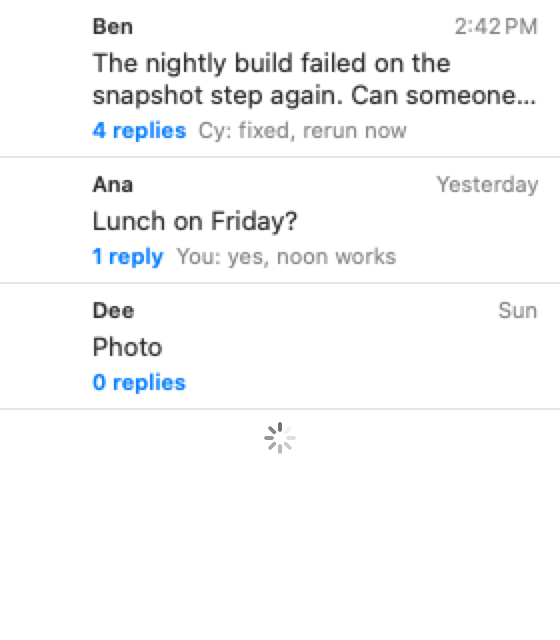 Ben 2:42 PM
The nightly build failed on the
snapshot step again. Can someone...
4 replies Cy: fixed, rerun now
Ana Yesterday
Lunch on Friday?
1 reply You: yes, noon works
Dee Sun
Photo
0 replies